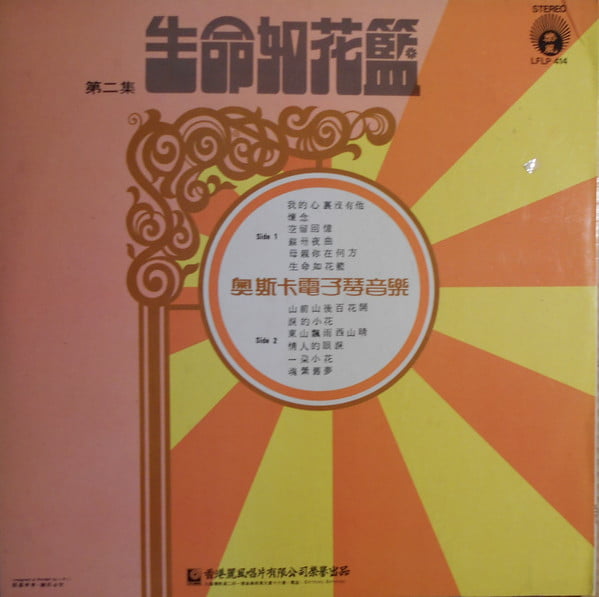 STEREO
麗風
LFLP 414
生命如花籃
第二集
Side 1
我的心裏沒有他
懷念
空留回憶
蘇州夜曲
母親你在何方
生命如花籃
奧斯卡電子琴音樂
Side 2
山前山後百花開
淚的小花
東山飄雨西山晴
情人的眼淚
一朵小花
魂縈舊夢
香港麗風唱片有限公司榮譽出品